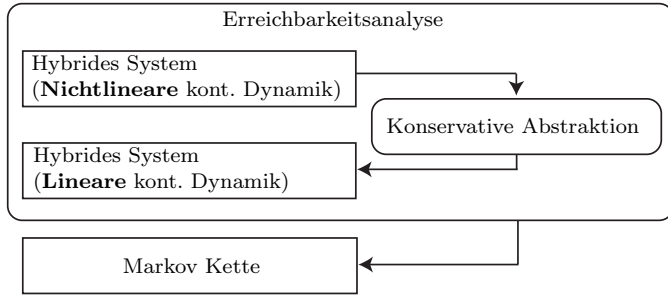 Erreichbarkeitsanalyse
Hybrides System
(Nichtlineare kont. Dynamik)
Konservative Abstraktion
Hybrides System
(Lineare kont. Dynamik)
Markov Kette